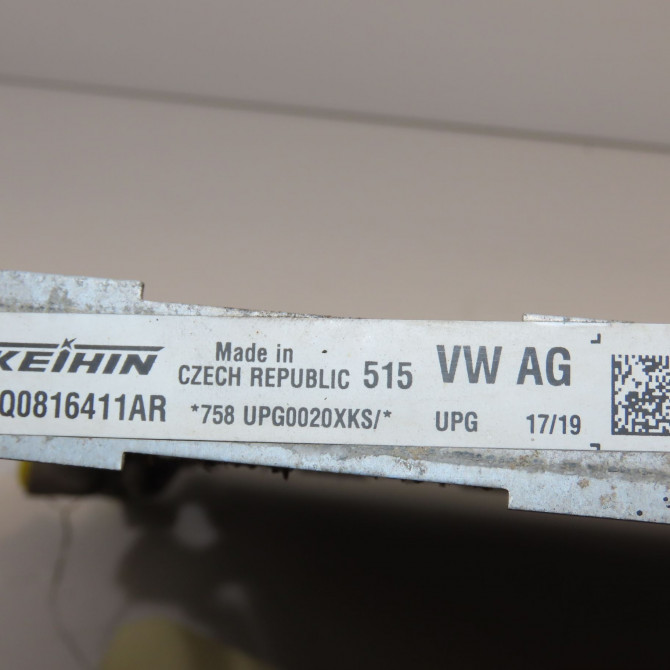 KEIHIN Made in CZECH REPUBLIC 515 VW AG
Q0816411AR *758 UPG0020XKS/* UPG 17/19